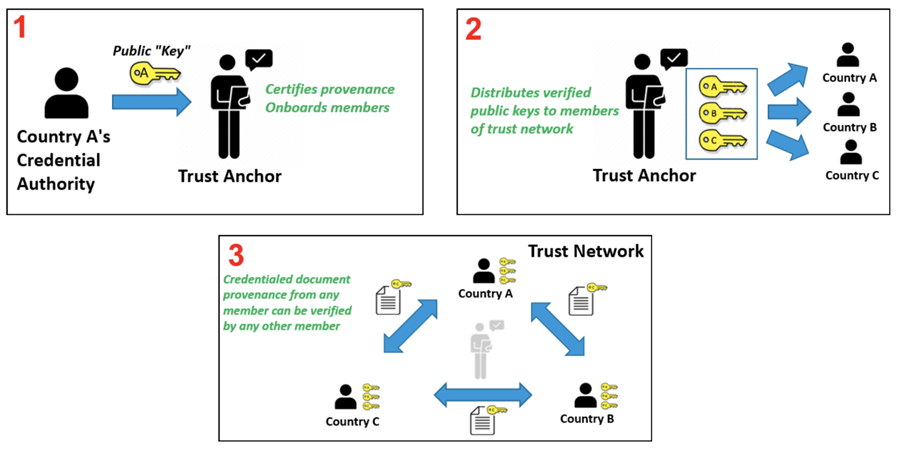 1
Public "Key"
A
Certifies provenance
Onboards members
Country A's
Credential
Authority
Trust Anchor
2
Distributes verified
public keys to members
of trust network
A
B
C
Trust Anchor
Country A
Country B
Country C
3
Trust Network
Credentialed document
provenance from any
member can be verified
by any other member
Country A
Country C
Country B